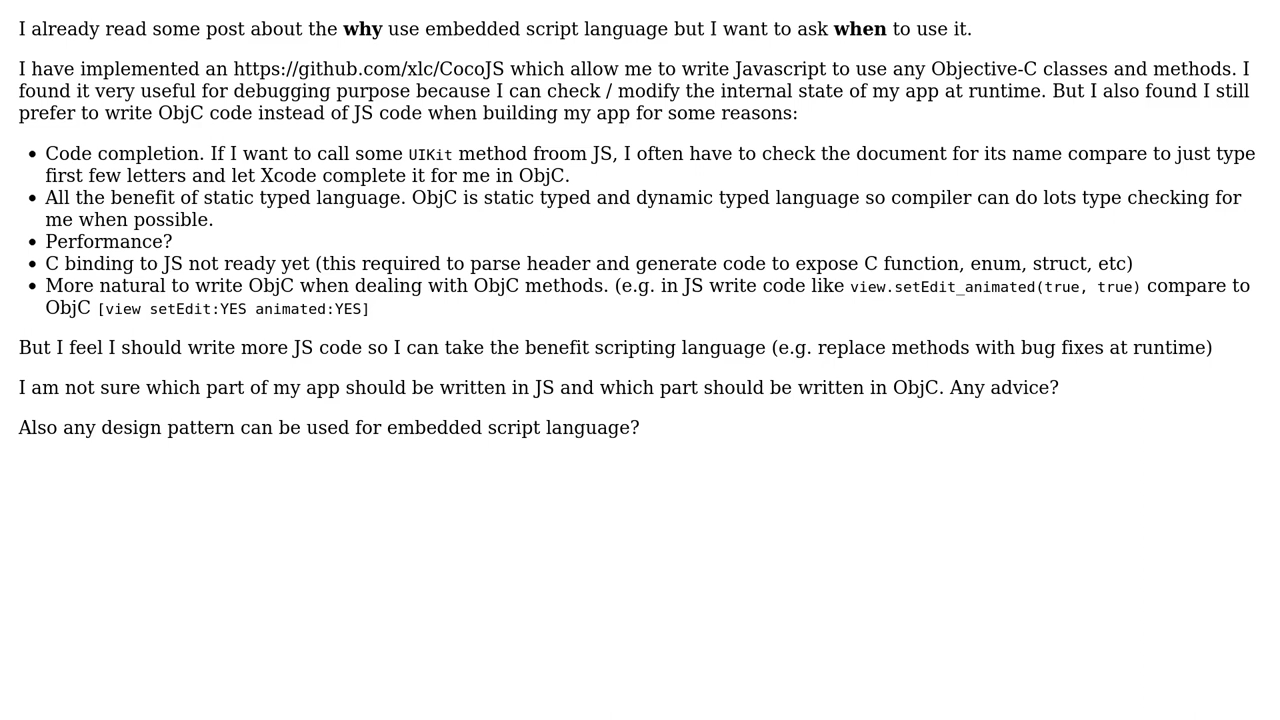 I already read some post about the why use embedded script language but I want to ask when to use it.
I have implemented an https://github.com/xlc/CocoJS which allow me to write Javascript to use any Objective-C classes and methods. I
found it very useful for debugging purpose because I can check / modify the internal state of my app at runtime. But I also found I still
prefer to write ObjC code instead of JS code when building my app for some reasons:
• Code completion. If I want to call some UIKit method froom JS, I often have to check the document for its name compare to just type
first few letters and let Xcode complete it for me in ObjC.
• All the benefit of static typed language. ObjC is static typed and dynamic typed language so compiler can do lots type checking for
me when possible.
• Performance?
• C binding to JS not ready yet (this required to parse header and generate code to expose C function, enum, struct, etc)
• More natural to write ObjC when dealing with ObjC methods. (e.g. in JS write code like view.setEdit_animated(true, true) compare to
ObjC [view setEdit:YES animated:YES]
But I feel I should write more JS code so I can take the benefit scripting language (e.g. replace methods with bug fixes at runtime)
I am not sure which part of my app should be written in JS and which part should be written in ObjC. Any advice?
Also any design pattern can be used for embedded script language?